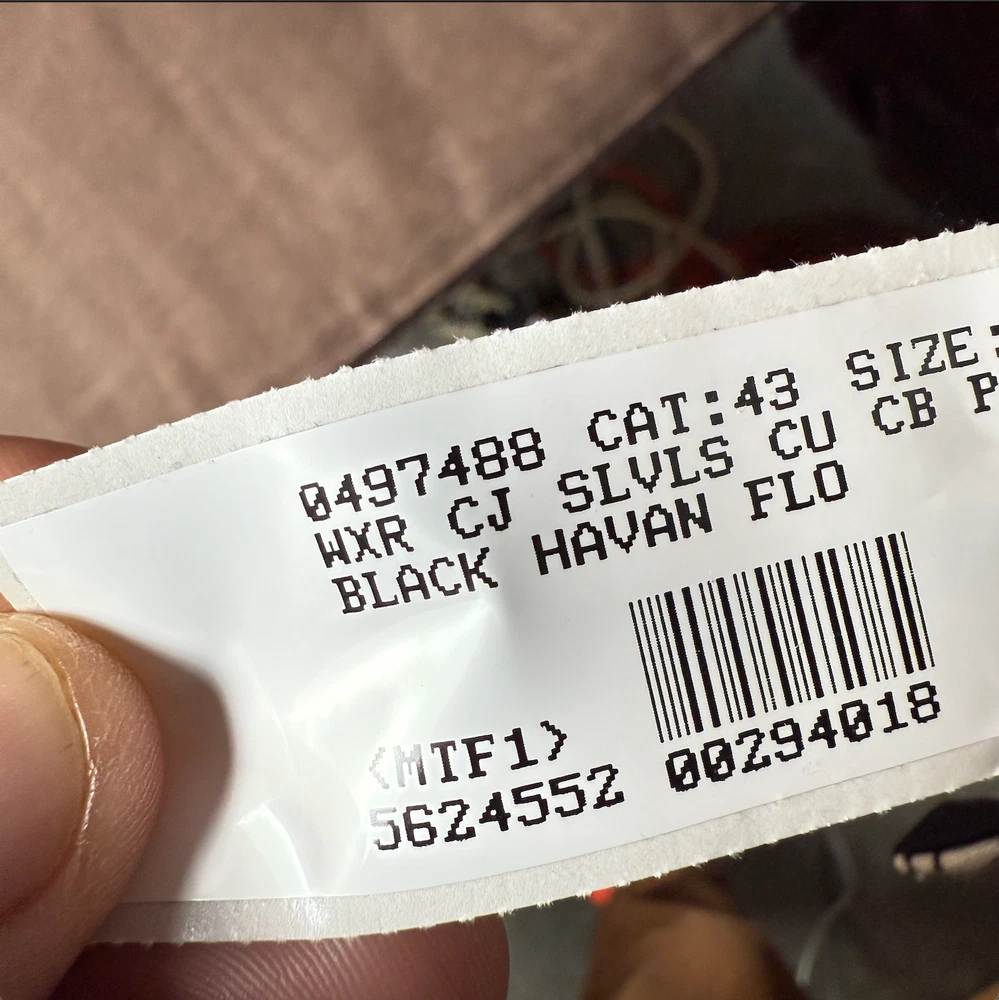 0497488 CAT:43 SIZE:
WXR CJ SLVLS CU CB P
BLACK HAVAN FLO
<MTF1>
5624552 00294018